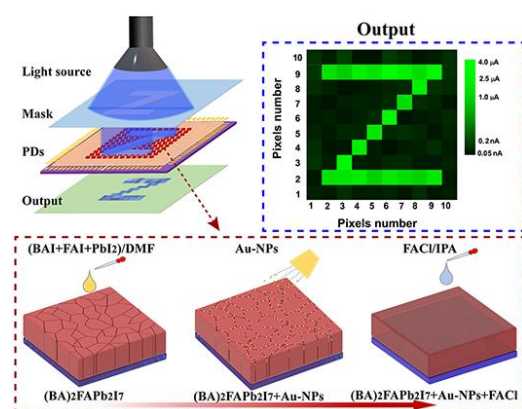 Output
Light source
Mask
PDs
Output
10
9
8
7
6
5
4
3
2
1
Pixels number
1 2 3 4 5 6 7 8 9 10
Pixels number
4.0 μA
2.5 μA
1.0 μA
0.2 nA
0.05 nA
(BAI+FAI+PbI2)/DMF
Au-NPs
FACl/IPA
(BA)2FAPb2I7
(BA)2FAPb2I7+Au-NPs
(BA)2FAPb2I7+Au-NPs+FACl